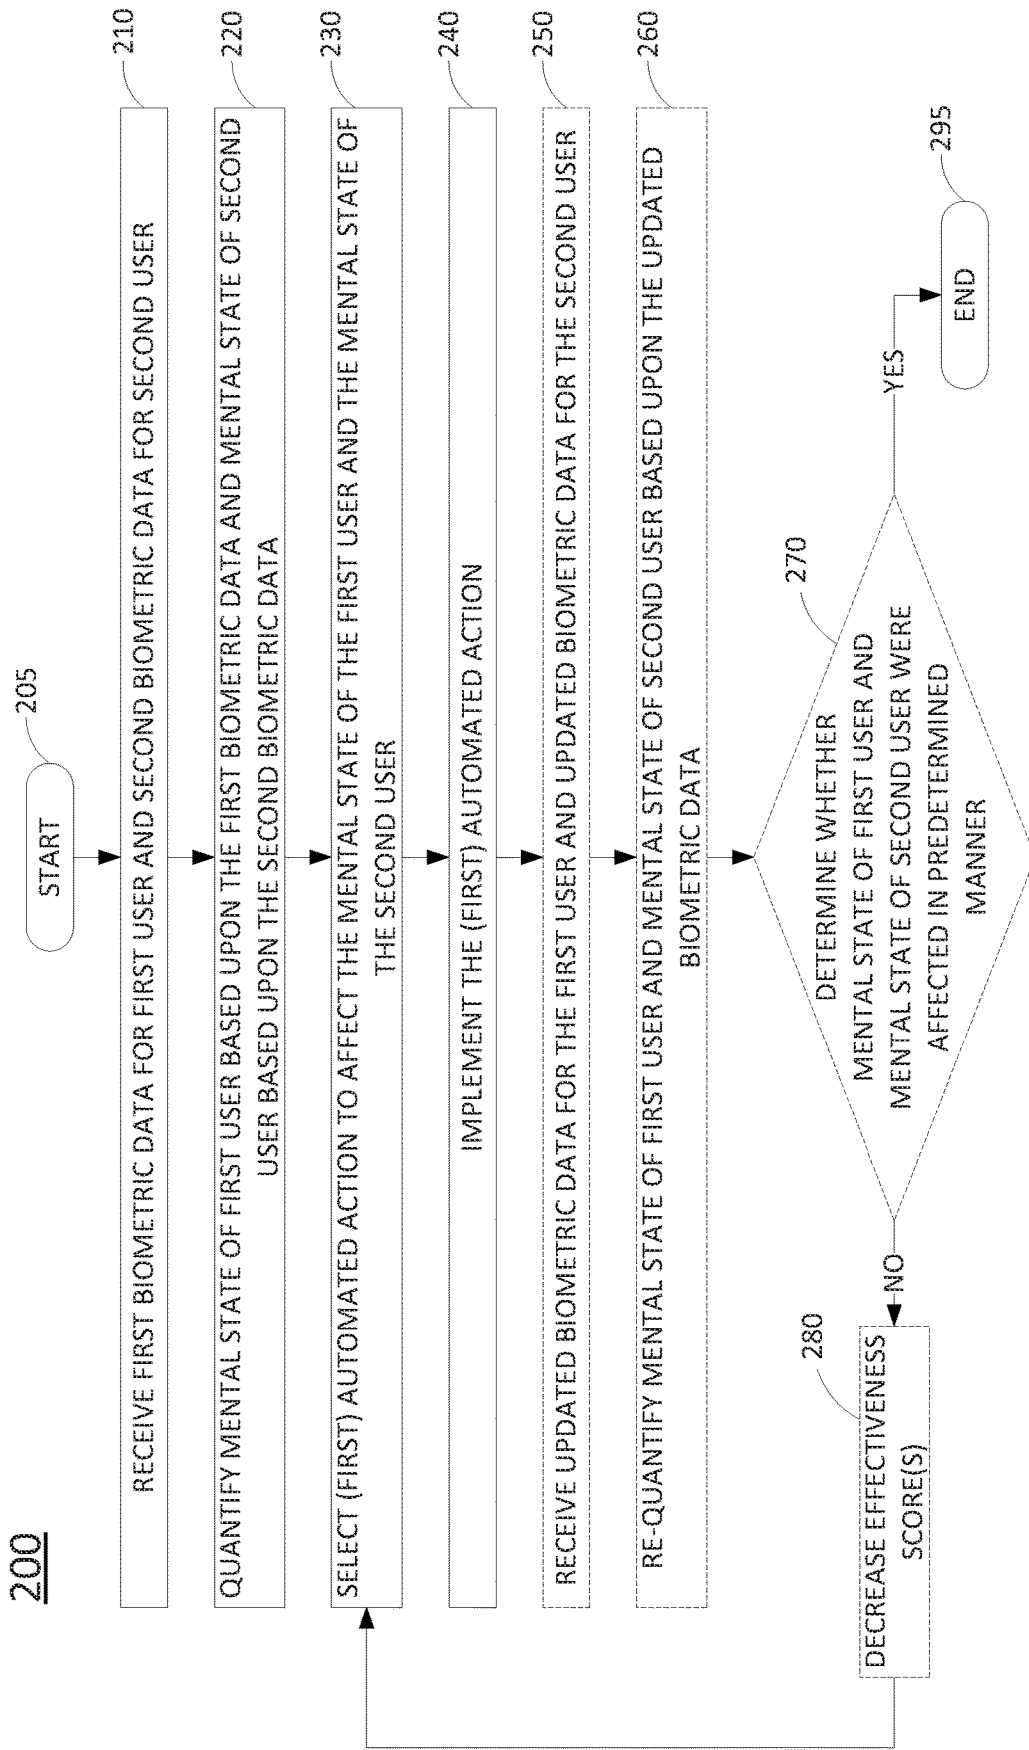 200
START
205
RECEIVE FIRST BIOMETRIC DATA FOR FIRST USER AND SECOND BIOMETRIC DATA FOR SECOND USER
210
QUANTIFY MENTAL STATE OF FIRST USER BASED UPON THE FIRST BIOMETRIC DATA AND MENTAL STATE OF SECOND
USER BASED UPON THE SECOND BIOMETRIC DATA
220
SELECT (FIRST) AUTOMATED ACTION TO AFFECT THE MENTAL STATE OF THE FIRST USER AND THE MENTAL STATE OF
THE SECOND USER
230
IMPLEMENT THE (FIRST) AUTOMATED ACTION
240
RECEIVE UPDATED BIOMETRIC DATA FOR THE FIRST USER AND UPDATED BIOMETRIC DATA FOR THE SECOND USER
250
RE-QUANTIFY MENTAL STATE OF FIRST USER AND MENTAL STATE OF SECOND USER BASED UPON THE UPDATED
BIOMETRIC DATA
260
DETERMINE WHETHER
MENTAL STATE OF FIRST USER AND
MENTAL STATE OF SECOND USER WERE
AFFECTED IN PREDETERMINED
MANNER
270
NO
YES
280
DECREASE EFFECTIVENESS
SCORE(S)
END
295